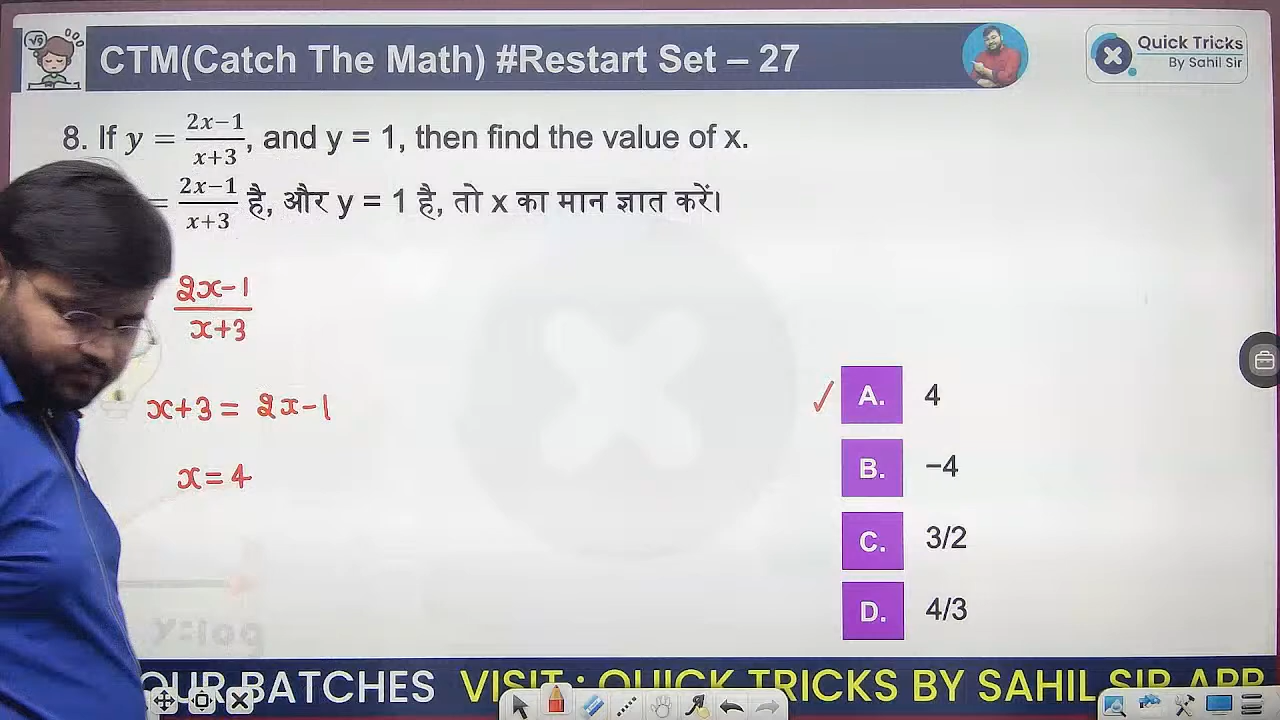 CTM(Catch The Math) #Restart Set – 27
Quick Tricks
By Sahil Sir
8. If y = 2x−1/x+3, and y = 1, then find the value of x.
= 2x−1/x+3 है, और y = 1 है, तो x का मान ज्ञात करें।
2x-1
x+3
x+3 = 2x-1
x=4
✓ A. 4
B. −4
C. 3/2
D. 4/3
y=log
OUR BATCHES VISIT : QUICK TRICKS BY SAHIL SIR APP